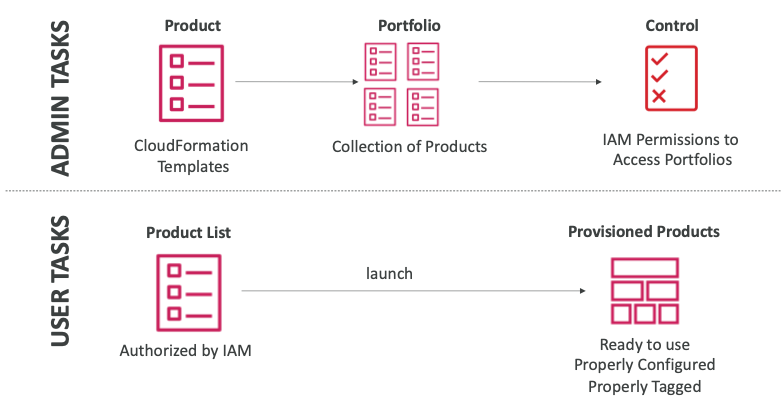 ADMIN TASKS
Product
Portfolio
Control
CloudFormation
Templates
Collection of Products
IAM Permissions to
Access Portfolios
USER TASKS
Product List
Provisioned Products
launch
Authorized by IAM
Ready to use
Properly Configured
Properly Tagged